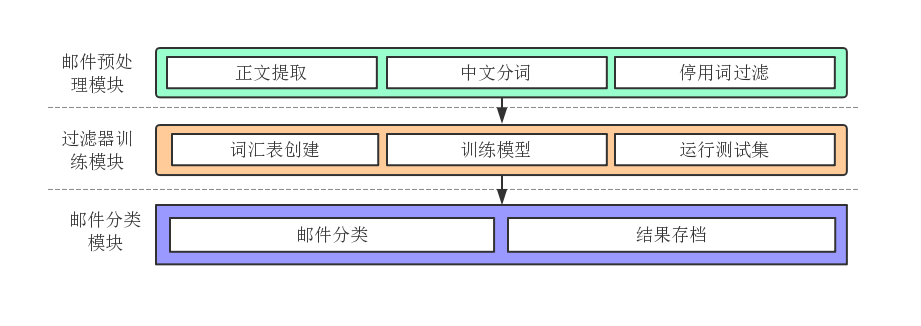 邮件预处
理模块
正文提取
中文分词
停用词过滤
过滤器训
练模块
词汇表创建
训练模型
运行测试集
邮件分类
模块
邮件分类
结果存档